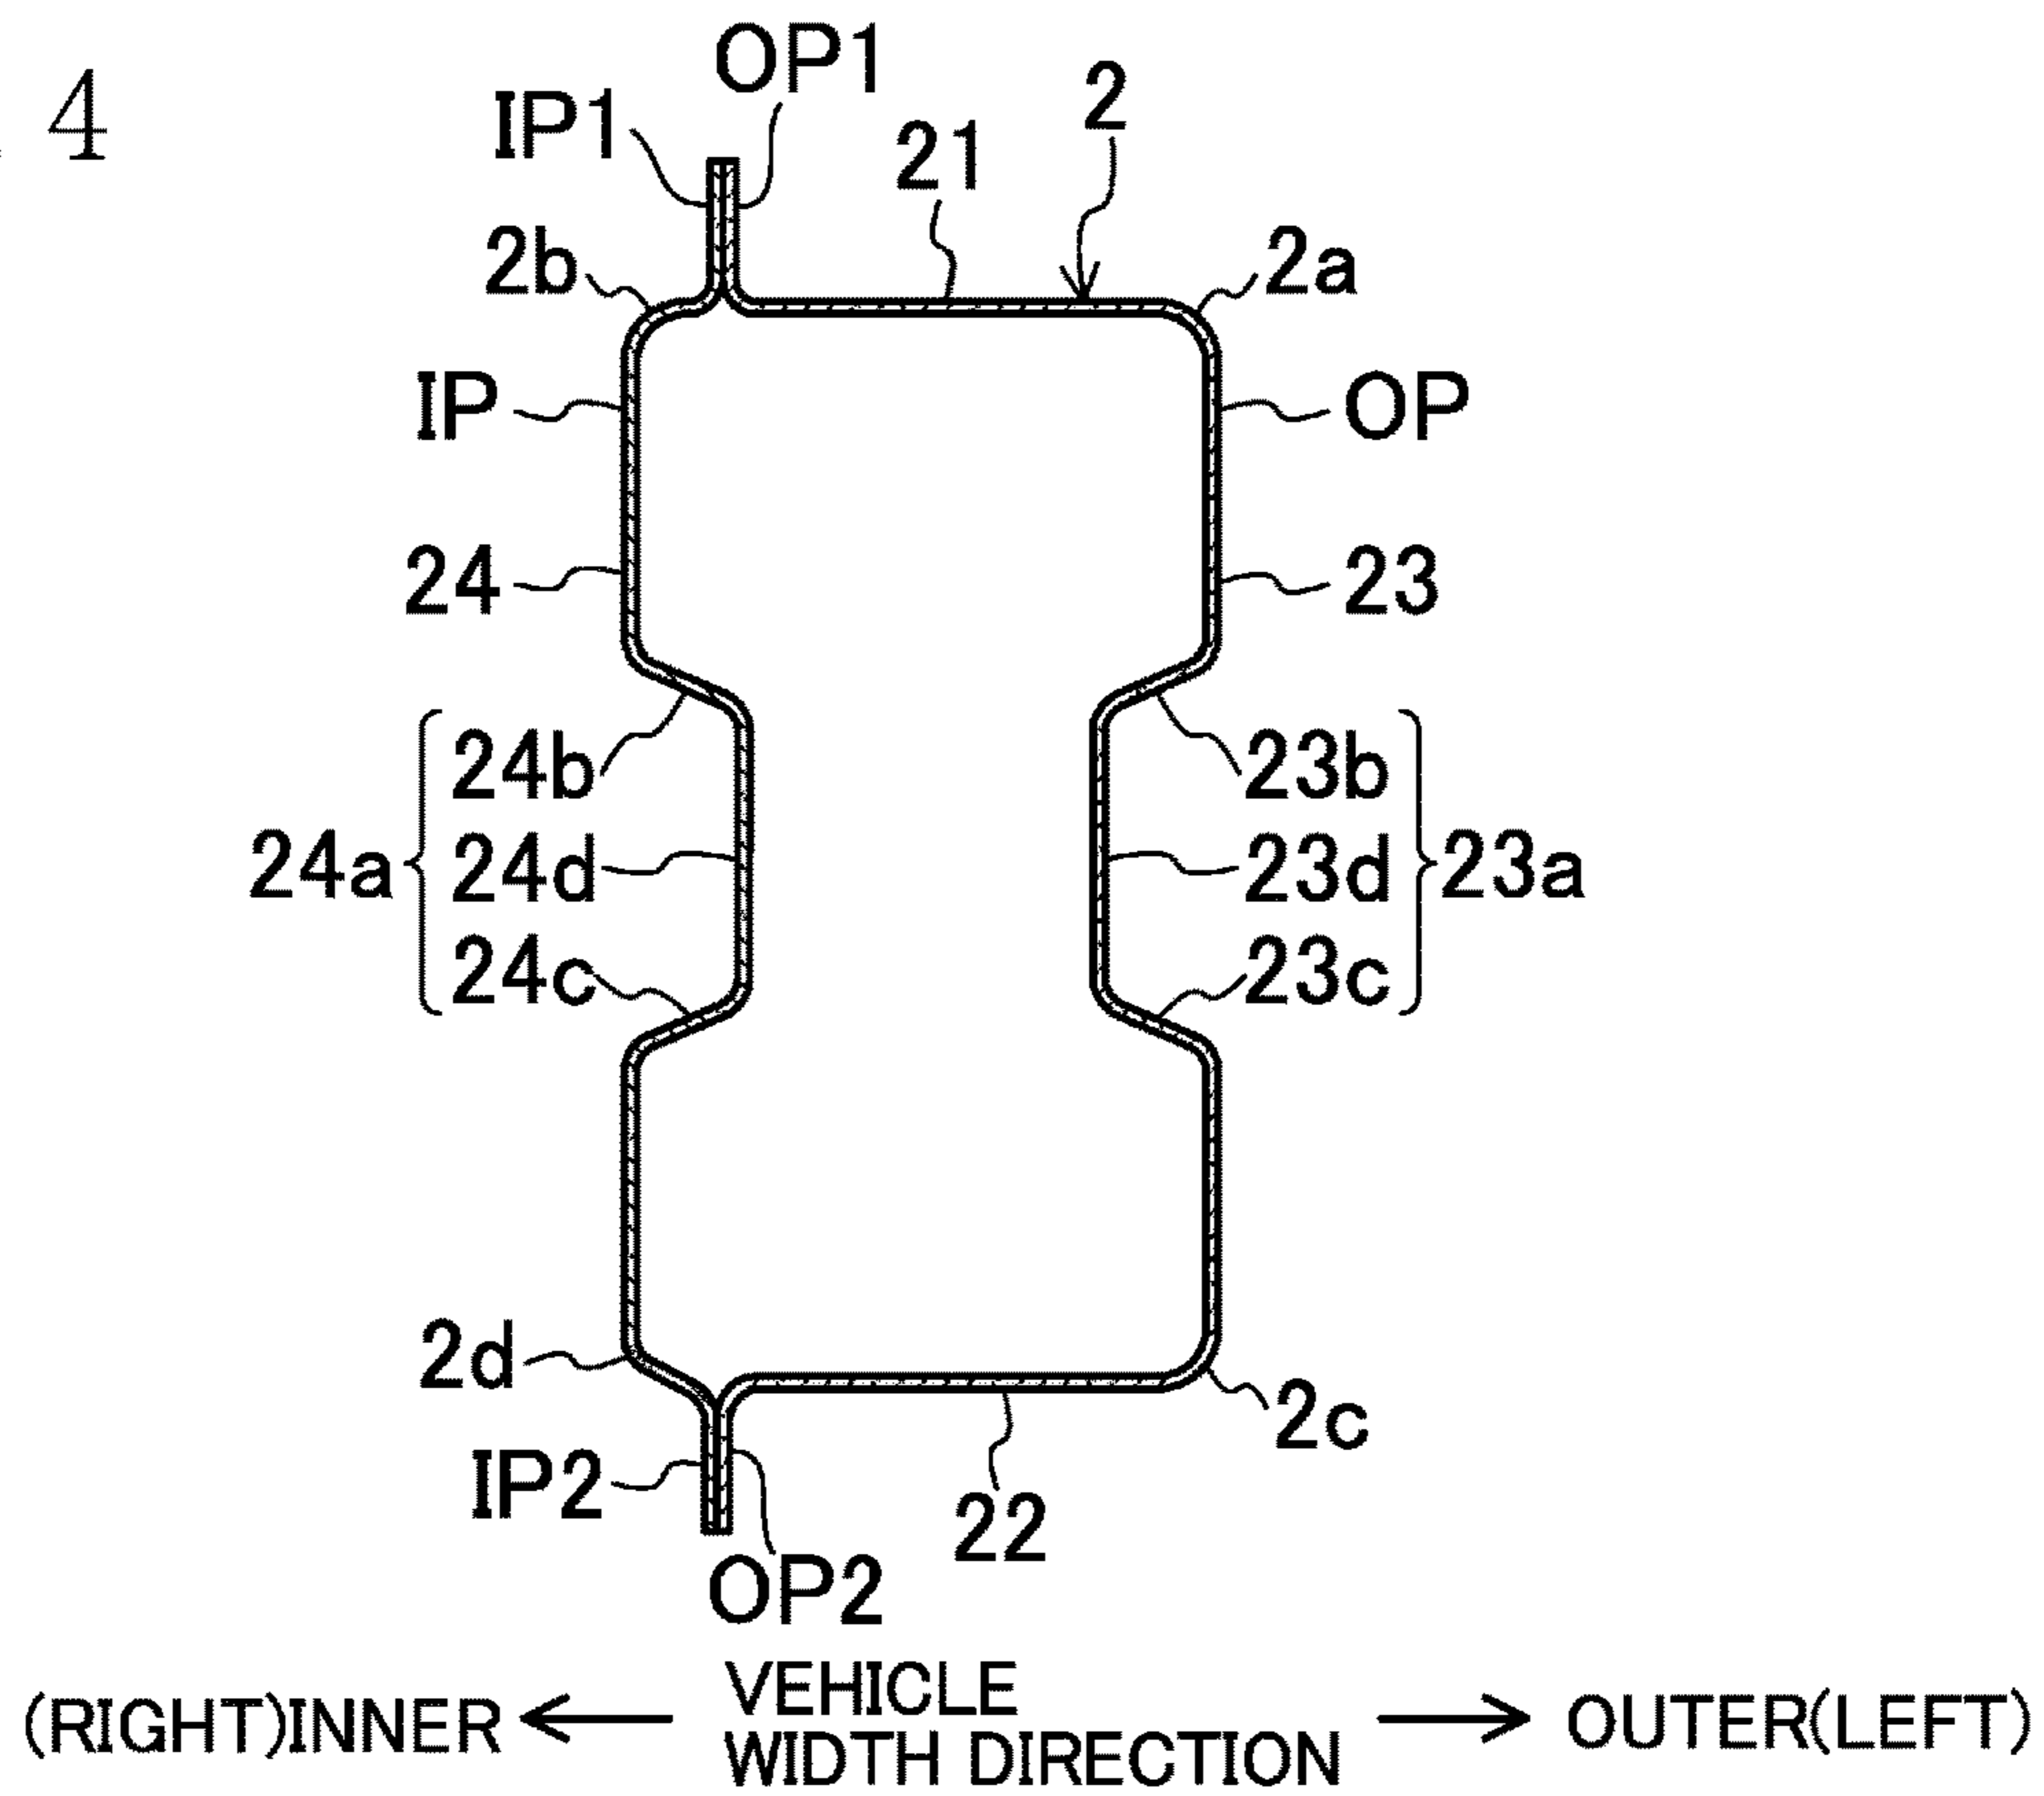 4
OP1
IP1
2
21
2b
2a
IP
OP
24
23
24b
23b
24a
24d
23d
23a
24c
23c
2d
2c
IP2
22
OP2
(RIGHT)INNER
VEHICLE
WIDTH DIRECTION
OUTER(LEFT)